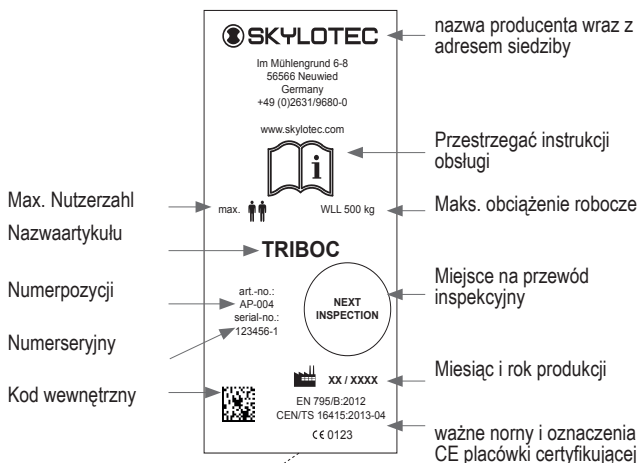 SKYLOTEC
Im Mühlengrund 6-8
56566 Neuwied
Germany
+49 (0)2631/9680-0
www.skylotec.com
i
max.
WLL 500 kg
TRIBOC
art.-no.:
AP-004
serial-no.:
123456-1
NEXT
INSPECTION
XX / XXXX
EN 795/B:2012
CEN/TS 16415:2013-04
CE 0123
Max. Nutzerzahl
Nazwaartykułu
Numerpozycji
Numerseryjny
Kod wewnętrzny
nazwa producenta wraz z
adresem siedziby
Przestrzegać instrukcji
obsługi
Maks. obciążenie robocze
Miejsce na przewód
inspekcyjny
Miesiąc i rok produkcji
ważne norny i oznaczenia
CE placówki certyfikującej